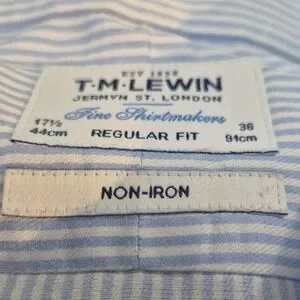 EST 1898
T·M·LEWIN
JERMYN ST. LONDON
Fine Shirtmakers
17½ 36
44cm REGULAR FIT 91cm
NON-IRON